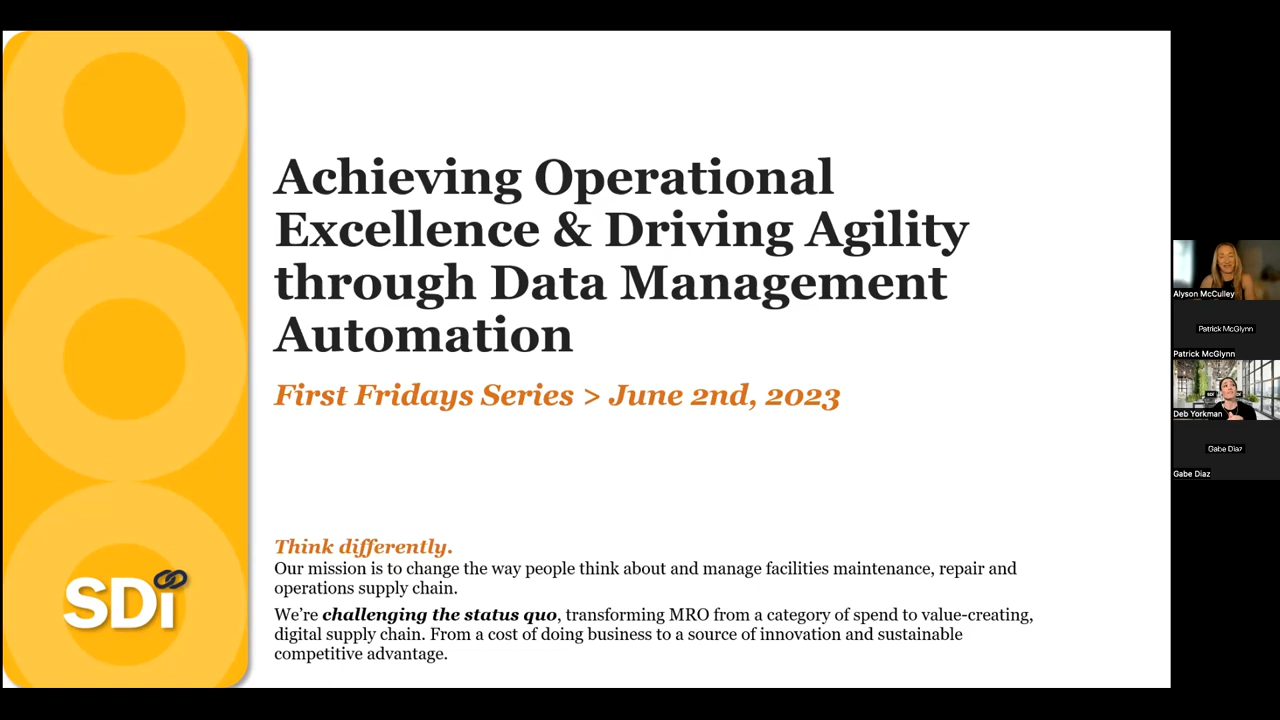 Achieving Operational
Excellence & Driving Agility
through Data Management
Automation
First Fridays Series > June 2nd, 2023
Think differently.
Our mission is to change the way people think about and manage facilities maintenance, repair and
operations supply chain.
We’re challenging the status quo, transforming MRO from a category of spend to value-creating,
digital supply chain. From a cost of doing business to a source of innovation and sustainable
competitive advantage.
SDi
Alyson McCulley
Patrick McGlynn
Patrick McGlynn
SDi
Deb Yorkman
Gabe Diaz
Gabe Diaz